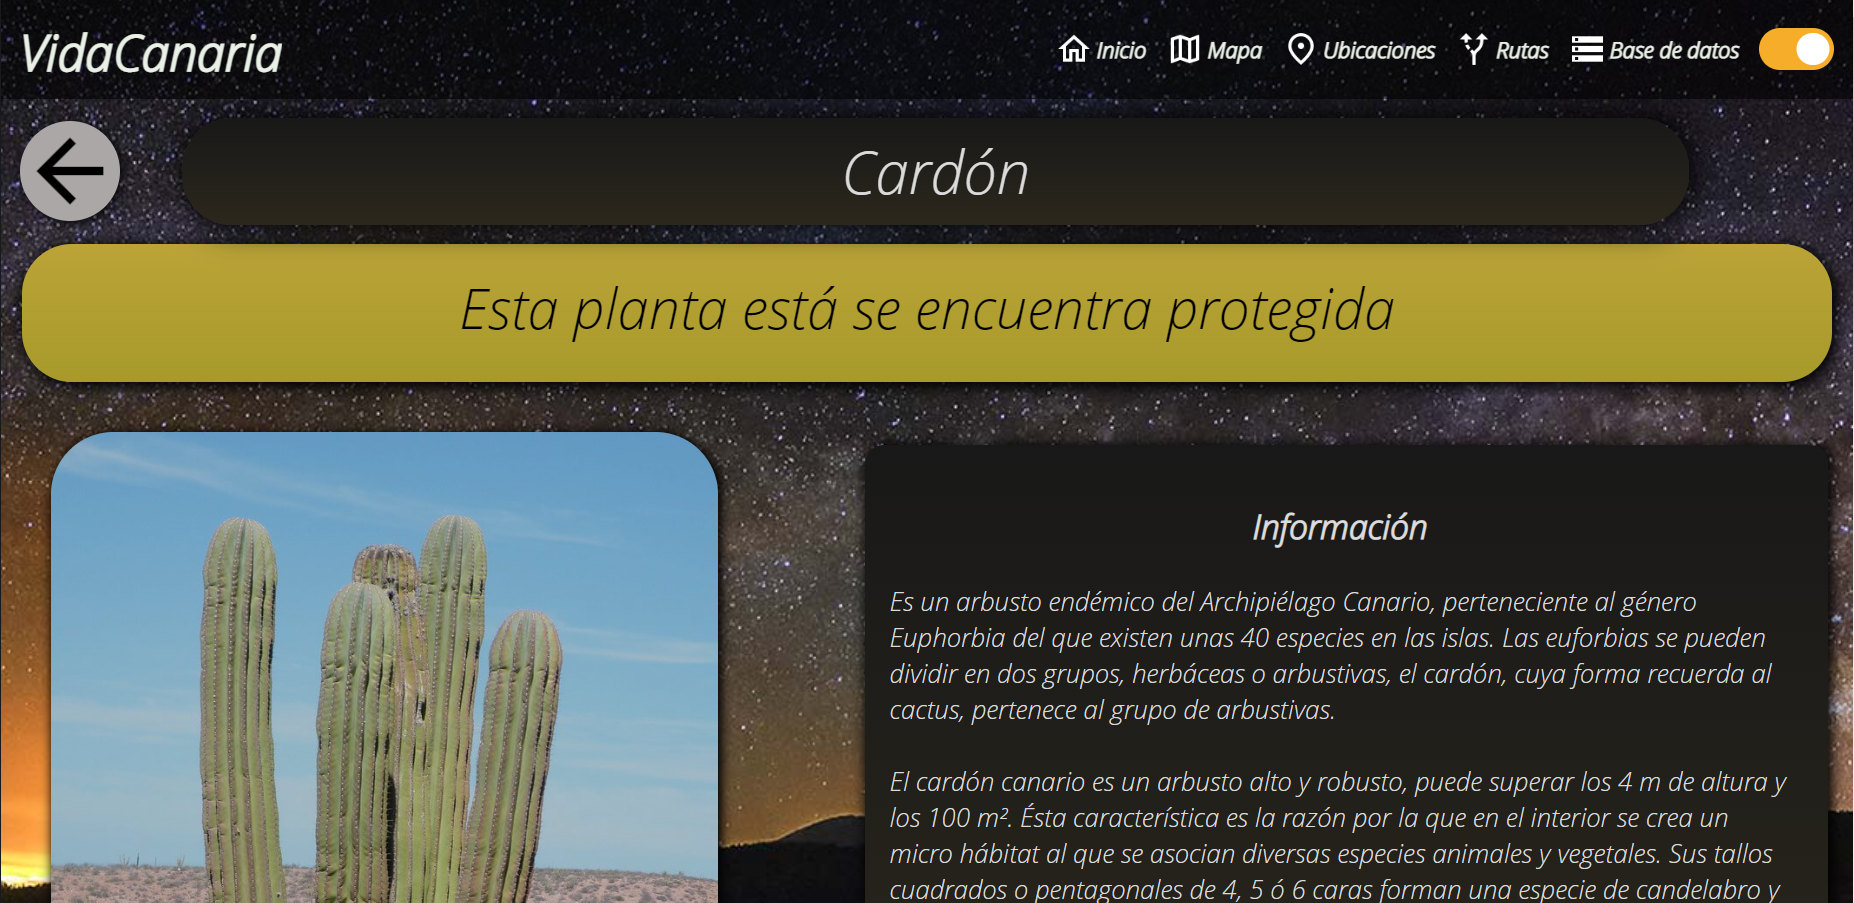 VidaCanaria
Inicio
Mapa
Ubicaciones
Rutas
Base de datos
Cardón
Esta planta está se encuentra protegida
Información
Es un arbusto endémico del Archipiélago Canario, perteneciente al género
Euphorbia del que existen unas 40 especies en las islas. Las euforbias se pueden
dividir en dos grupos, herbáceas o arbustivas, el cardón, cuya forma recuerda al
cactus, pertenece al grupo de arbustivas.
El cardón canario es un arbusto alto y robusto, puede superar los 4 m de altura y
los 100 m². Ésta característica es la razón por la que en el interior se crea un
micro hábitat al que se asocian diversas especies animales y vegetales. Sus tallos
cuadrados o pentagonales de 4, 5 ó 6 caras forman una especie de candelabro y